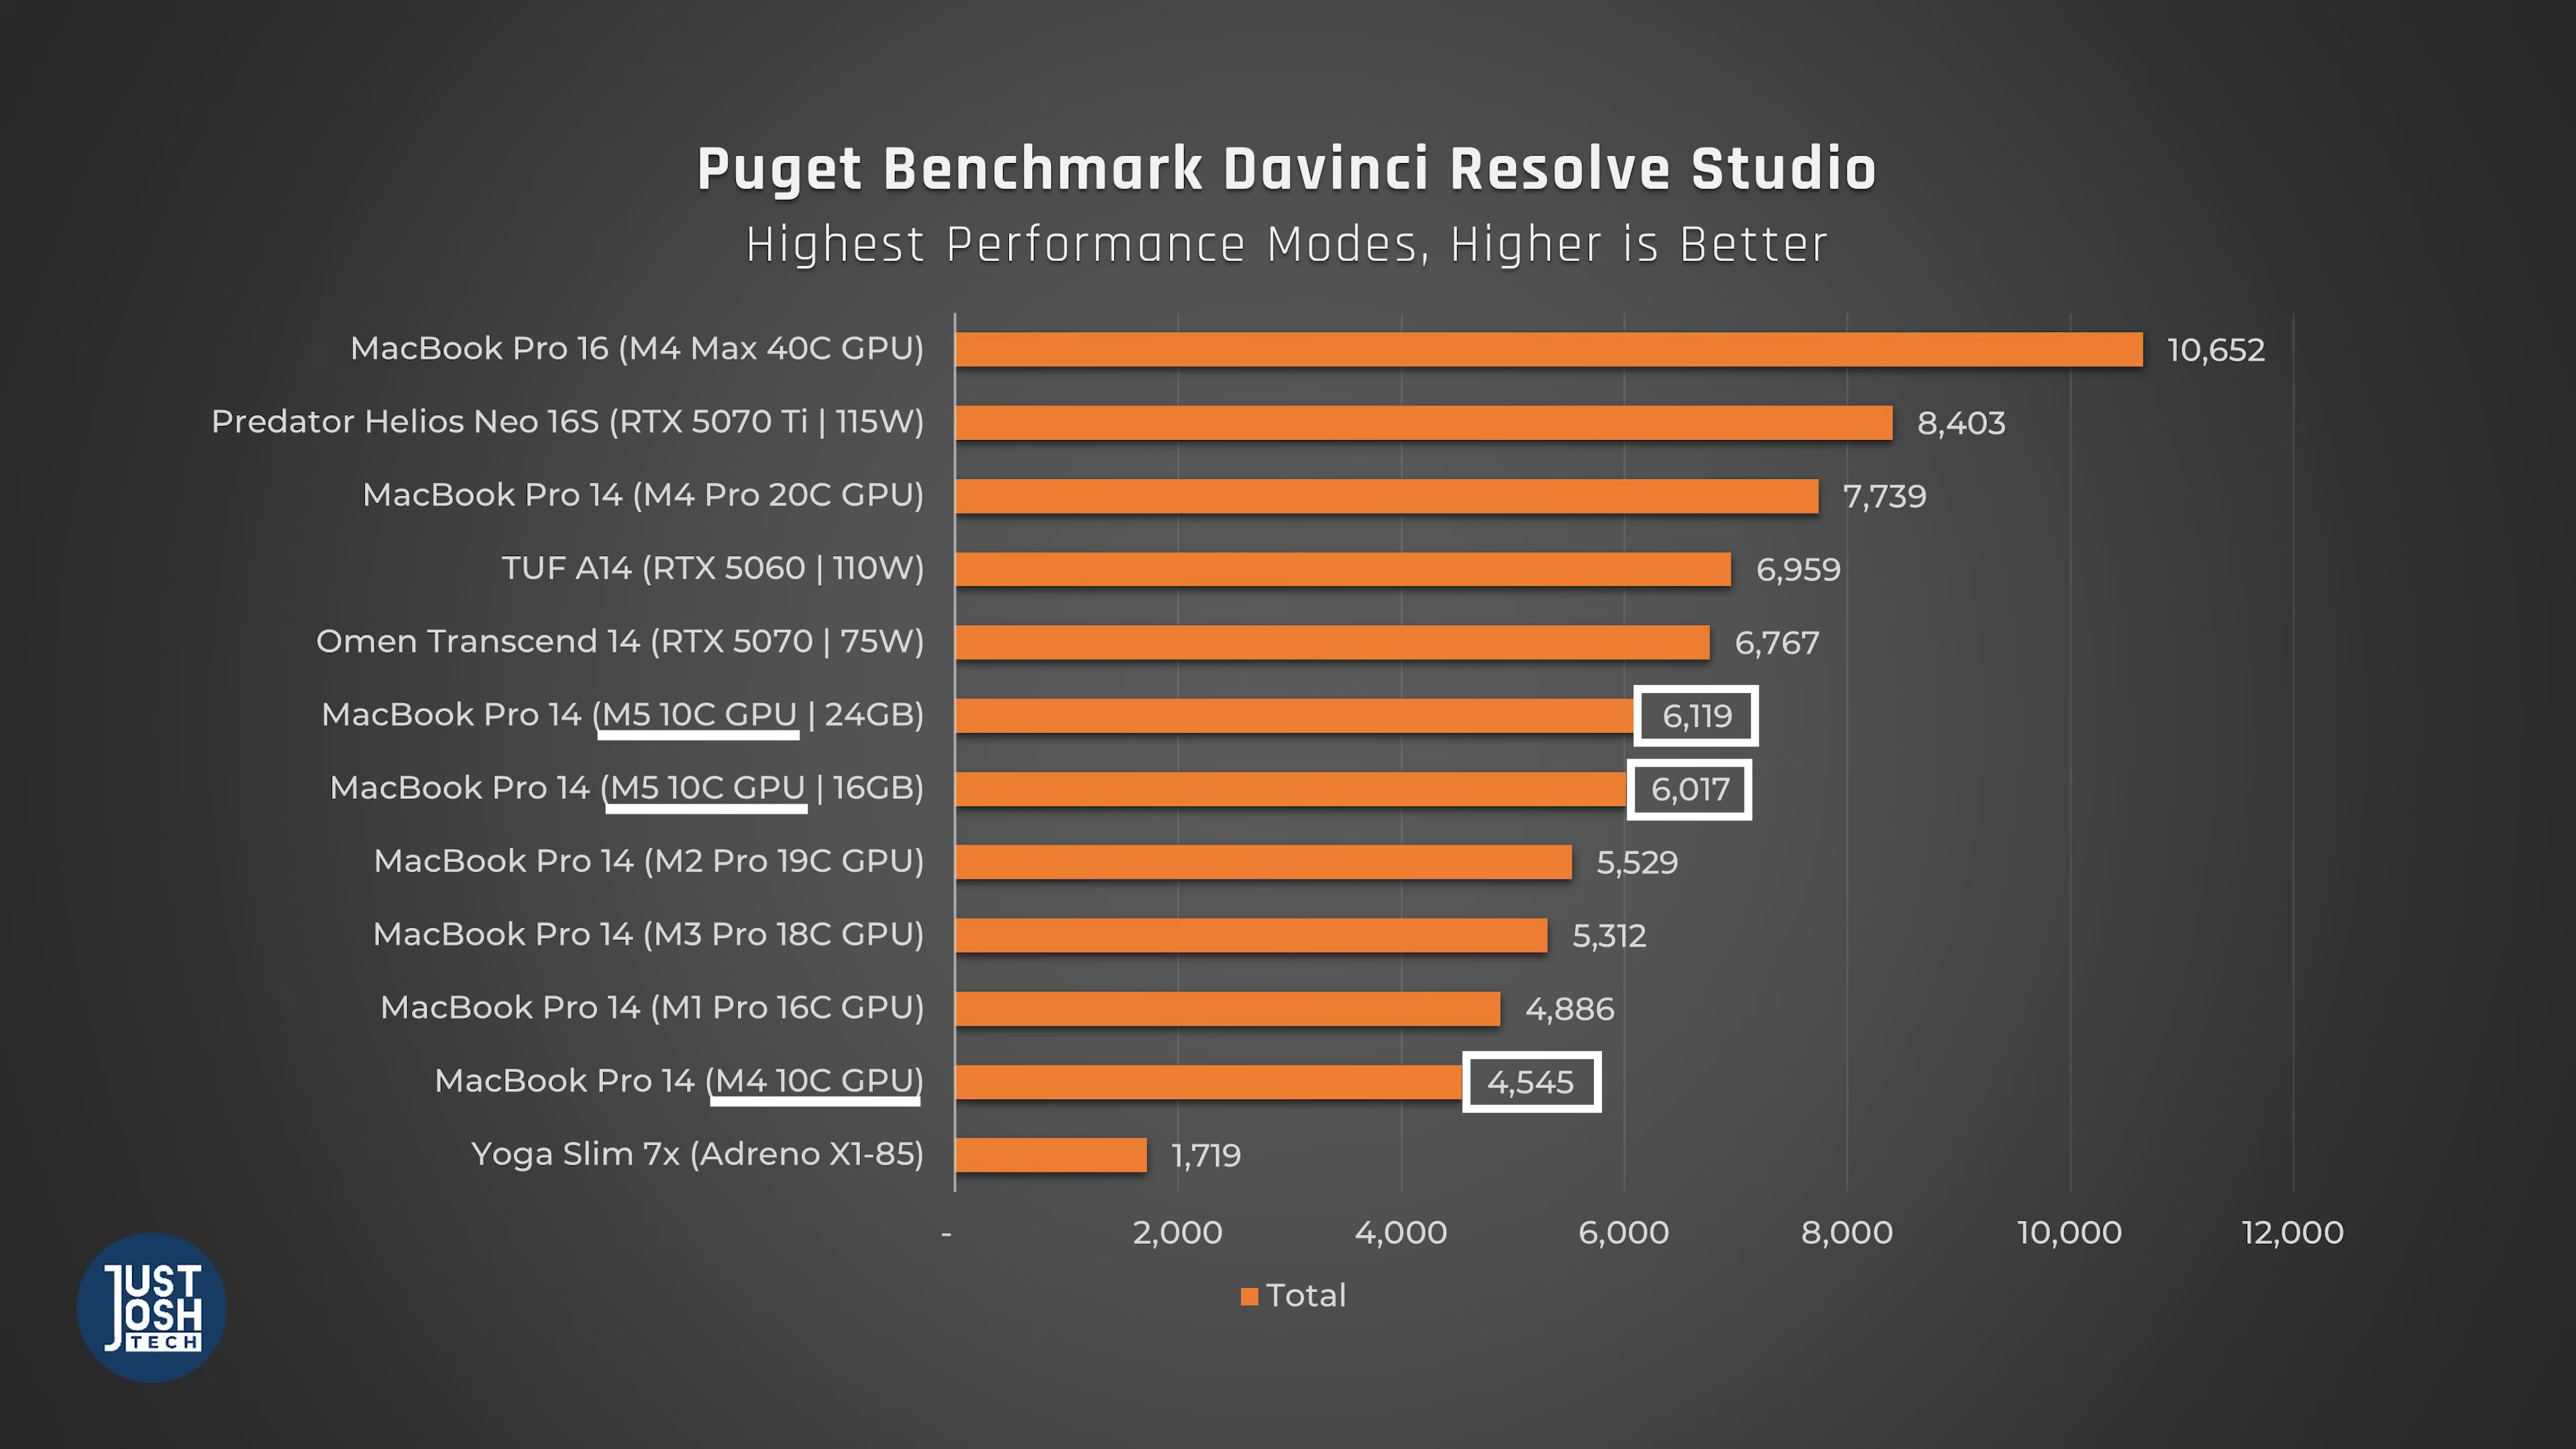 Puget Benchmark Davinci Resolve Studio
Highest Performance Modes, Higher is Better
MacBook Pro 16 (M4 Max 40C GPU) 10,652
Predator Helios Neo 16S (RTX 5070 Ti | 115W) 8,403
MacBook Pro 14 (M4 Pro 20C GPU) 7,739
TUF A14 (RTX 5060 | 110W) 6,959
Omen Transcend 14 (RTX 5070 | 75W) 6,767
MacBook Pro 14 (M5 10C GPU | 24GB) 6,119
MacBook Pro 14 (M5 10C GPU | 16GB) 6,017
MacBook Pro 14 (M2 Pro 19C GPU) 5,529
MacBook Pro 14 (M3 Pro 18C GPU) 5,312
MacBook Pro 14 (M1 Pro 16C GPU) 4,886
MacBook Pro 14 (M4 10C GPU) 4,545
Yoga Slim 7x (Adreno X1-85) 1,719
- 2,000 4,000 6,000 8,000 10,000 12,000
Total
JUST
JOSH
TECH